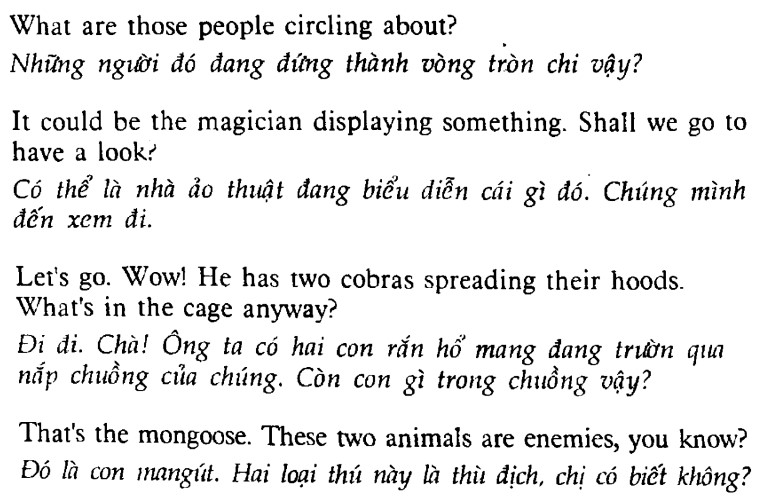 What are those people circling about?
Những người đó đang đứng thành vòng tròn chi vậy?
It could be the magician displaying something. Shall we go to
have a look?
Có thể là nhà ảo thuật đang biểu diễn cái gì đó. Chúng mình
đến xem đi.
Let's go. Wow! He has two cobras spreading their hoods.
What's in the cage anyway?
Đi đi. Chà! Ông ta có hai con rắn hổ mang đang trườn qua
nắp chuồng của chúng. Còn con gì trong chuồng vậy?
That's the mongoose. These two animals are enemies, you know?
Đó là con mangút. Hai loại thú này là thù địch, chị có biết không?